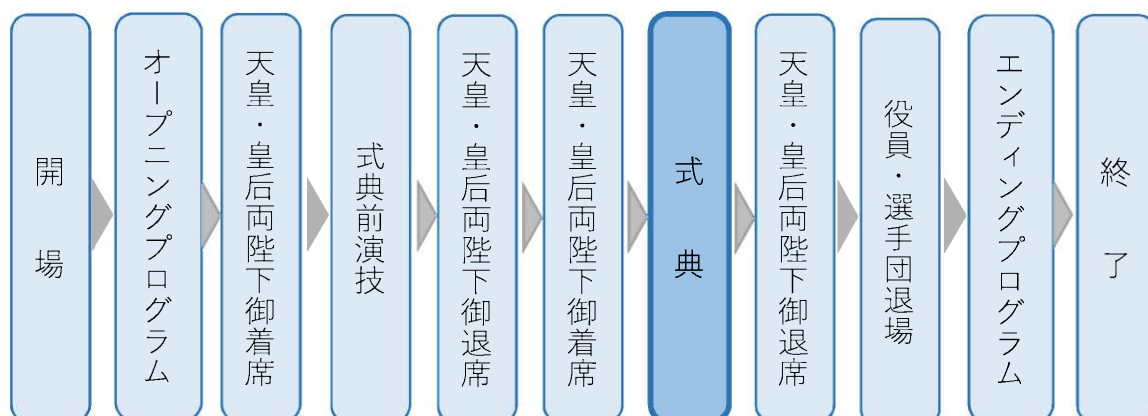 開場
オープニングプログラム
天皇・皇后両陛下御着席
式典前演技
天皇・皇后両陛下御退席
天皇・皇后両陛下御着席
式典
天皇・皇后両陛下御退席
役員・選手団退場
エンディングプログラム
終了